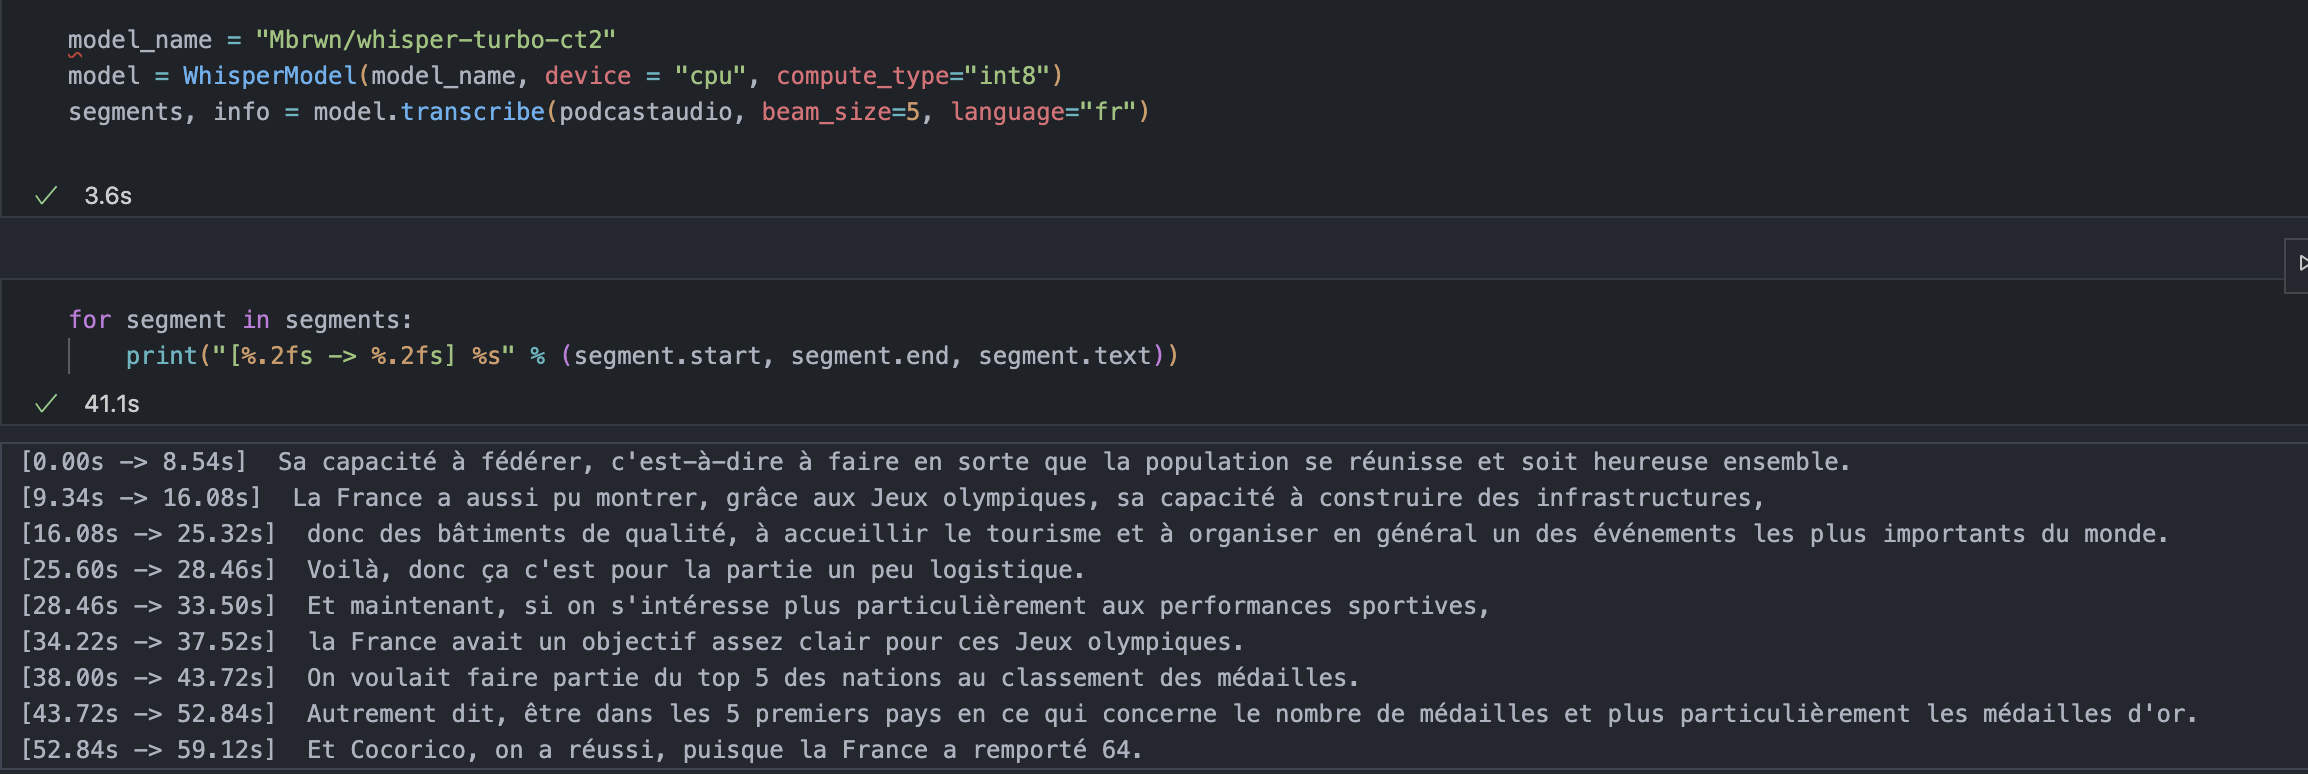 model_name = "Mbrwn/whisper-turbo-ct2"
model = WhisperModel(model_name, device = "cpu", compute_type="int8")
segments, info = model.transcribe(podcastaudio, beam_size=5, language="fr")
3.6s
for segment in segments:
    print("[%.2fs -> %.2fs] %s" % (segment.start, segment.end, segment.text))
41.1s
[0.00s -> 8.54s]  Sa capacité à fédérer, c'est-à-dire à faire en sorte que la population se réunisse et soit heureuse ensemble.
[9.34s -> 16.08s]  La France a aussi pu montrer, grâce aux Jeux olympiques, sa capacité à construire des infrastructures,
[16.08s -> 25.32s]  donc des bâtiments de qualité, à accueillir le tourisme et à organiser en général un des événements les plus importants du monde.
[25.60s -> 28.46s]  Voilà, donc ça c'est pour la partie un peu logistique.
[28.46s -> 33.50s]  Et maintenant, si on s'intéresse plus particulièrement aux performances sportives,
[34.22s -> 37.52s]  la France avait un objectif assez clair pour ces Jeux olympiques.
[38.00s -> 43.72s]  On voulait faire partie du top 5 des nations au classement des médailles.
[43.72s -> 52.84s]  Autrement dit, être dans les 5 premiers pays en ce qui concerne le nombre de médailles et plus particulièrement les médailles d'or.
[52.84s -> 59.12s]  Et Cocorico, on a réussi, puisque la France a remporté 64.